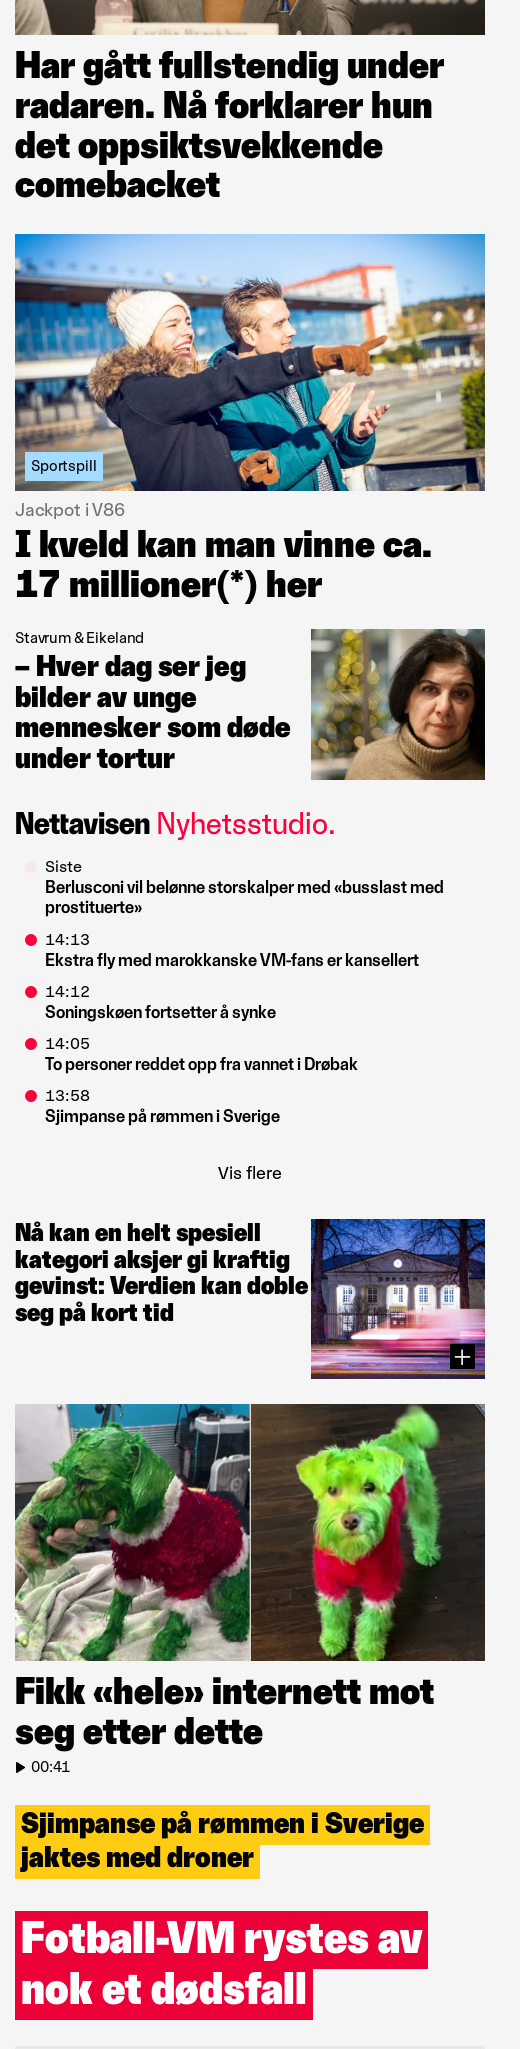 Har gått fullstendig under
radaren. Nå forklarer hun
det oppsiktsvekkende
comebacket
Sportspill
Jackpot i V86
I kveld kan man vinne ca.
17 millioner(*) her
Stavrum & Eikeland
– Hver dag ser jeg
bilder av unge
mennesker som døde
under tortur
Nettavisen Nyhetsstudio.
Siste
Berlusconi vil belønne storskalper med «busslast med
prostituerte»
14:13
Ekstra fly med marokkanske VM-fans er kansellert
14:12
Soningskøen fortsetter å synke
14:05
To personer reddet opp fra vannet i Drøbak
13:58
Sjimpanse på rømmen i Sverige
Vis flere
Nå kan en helt spesiell
kategori aksjer gi kraftig
gevinst: Verdien kan doble
seg på kort tid
BØRSEN
Fikk «hele» internett mot
seg etter dette
00:41
Sjimpanse på rømmen i Sverige
jaktes med droner
Fotball-VM rystes av
nok et dødsfall